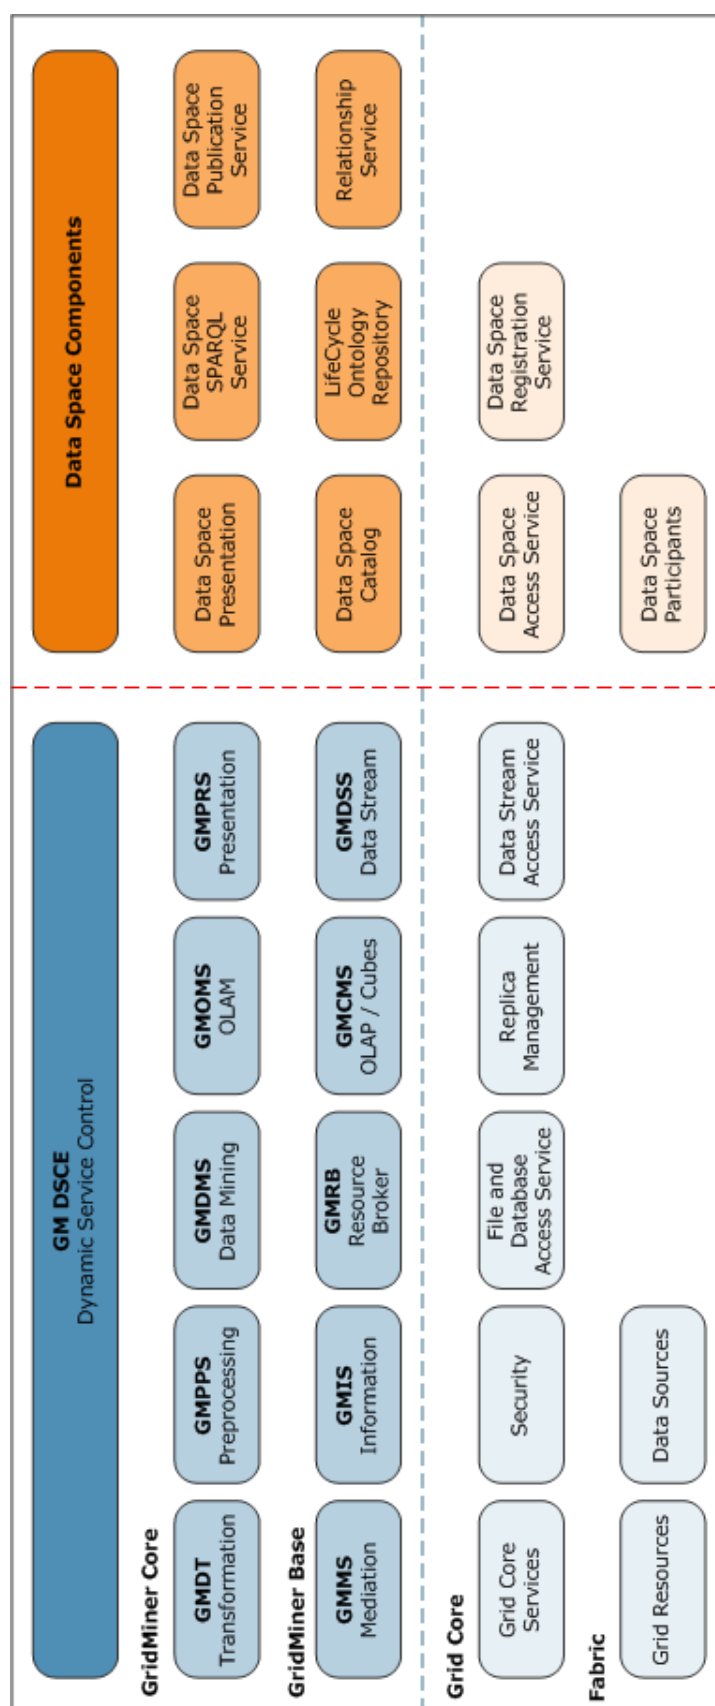 GM DSCE
Dynamic Service Control
Data Space Components
GridMiner Core
GMDT
Transformation
GMPPS
Preprocessing
GMDMS
Data Mining
GMOMS
OLAM
GMPRS
Presentation
Data Space
Presentation
Data Space
SPARQL
Service
Data Space
Publication
Service
GridMiner Base
GMMS
Mediation
GMIS
Information
GMRB
Resource
Broker
GMCMS
OLAP / Cubes
GMDSS
Data Stream
Data Space
Catalog
LifeCycle
Ontology
Repository
Relationship
Service
Grid Core
Grid Core
Services
Security
File and
Database
Access Service
Replica
Management
Data Stream
Access Service
Data Space
Access Service
Data Space
Registration
Service
Fabric
Grid Resources
Data Sources
Data Space
Participants